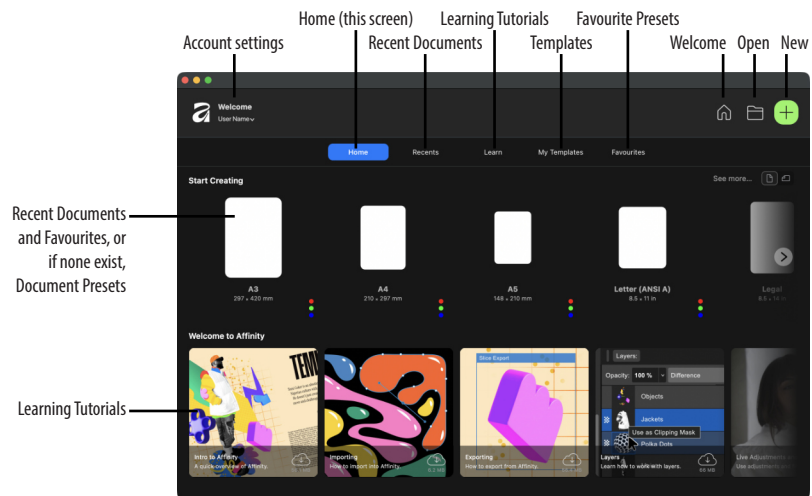 Home (this screen)
Learning Tutorials
Favourite Presets
Account settings
Recent Documents
Templates
Welcome
Open
New
Welcome
User Name
Home
Recents
Learn
My Templates
Favourites
Start Creating
See more...
Recent Documents
and Favourites, or
if none exist,
Document Presets
A3
297 × 420 mm
A4
210 × 297 mm
A5
148 × 210 mm
Letter (ANSI A)
8.5 × 11 in
Legal
Welcome to Affinity
Learning Tutorials
TEM
Intro to Affinity
A quick overview of Affinity.
Importing
How to import into Affinity.
Slice Export
Exporting
How to export from Affinity.
Layers:
Opacity: 100 % Difference
Objects
Jackets
Use as Clipping Mask
Polka Dots
Layers
Learn how to work with layers.
Live Adjustments